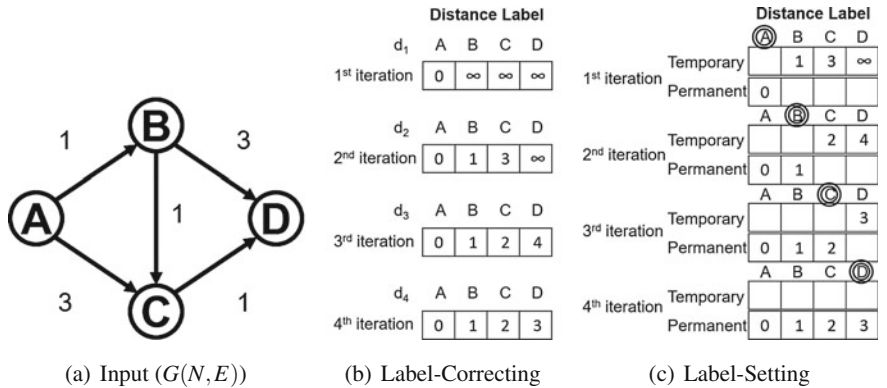 B
1
3
A
1
D
3
1
C
(a) Input (G(N,E))
Distance Label
d1 A B C D
1st iteration 0 ∞ ∞ ∞
d2 A B C D
2nd iteration 0 1 3 ∞
d3 A B C D
3rd iteration 0 1 2 4
d4 A B C D
4th iteration 0 1 2 3
(b) Label-Correcting
Distance Label
A B C D
1st iteration
Temporary 1 3 ∞
Permanent 0
A B C D
2nd iteration
Temporary 2 4
Permanent 0 1
A B C D
3rd iteration
Temporary 3
Permanent 0 1 2
A B C D
4th iteration
Temporary
Permanent 0 1 2 3
(c) Label-Setting